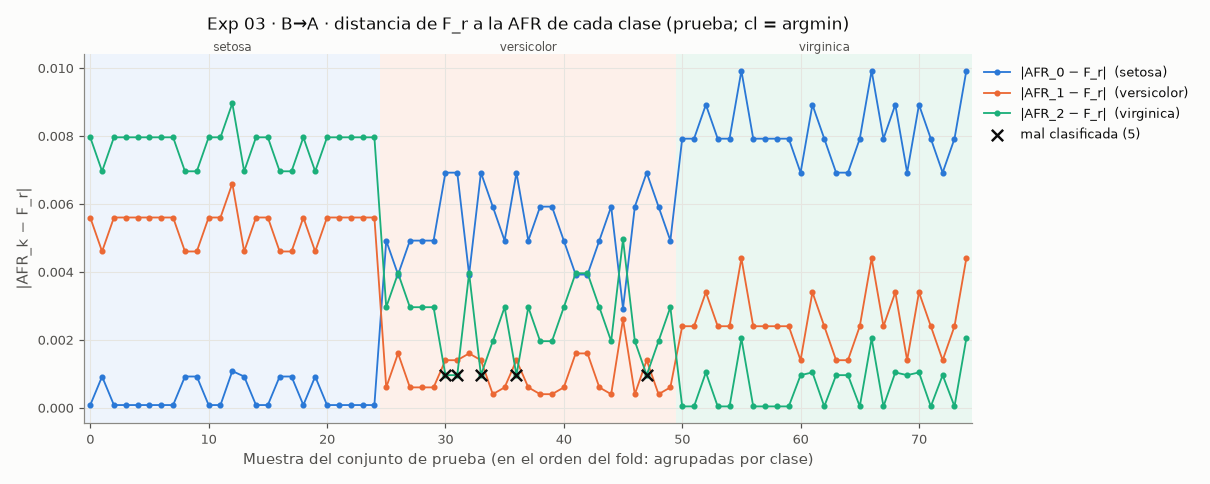 Exp 03 · B→A · distancia de F_r a la AFR de cada clase (prueba; cl = argmin)
setosa
versicolor
virginica
|AFR_0 − F_r| (setosa)
|AFR_1 − F_r| (versicolor)
|AFR_2 − F_r| (virginica)
mal clasificada (5)
|AFR_k − F_r|
0.010
0.008
0.006
0.004
0.002
0.000
0
10
20
30
40
50
60
70
Muestra del conjunto de prueba (en el orden del fold: agrupadas por clase)